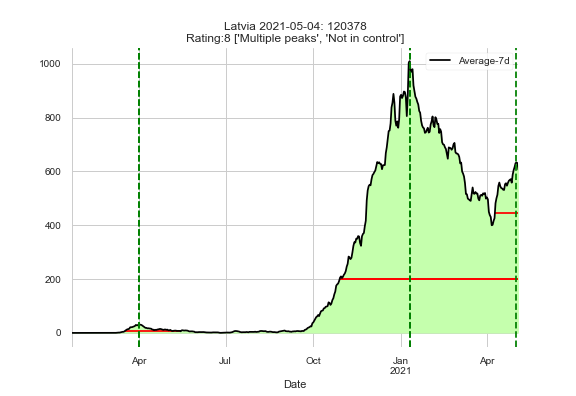 Latvia 2021-05-04: 120378
Rating:8 ['Multiple peaks', 'Not in control']
Average-7d
1000
800
600
400
200
0
Apr
Jul
Oct
Jan
2021
Apr
Date